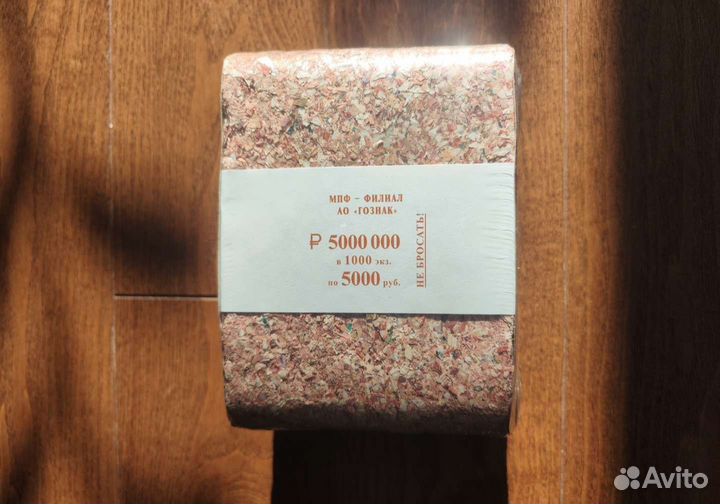 МПФ – ФИЛИАЛ
АО «ГОЗНАК»
₽ 5000 000
в 1000 экз.
по 5000 руб.
НЕ БРОСАТЬ!
Avito